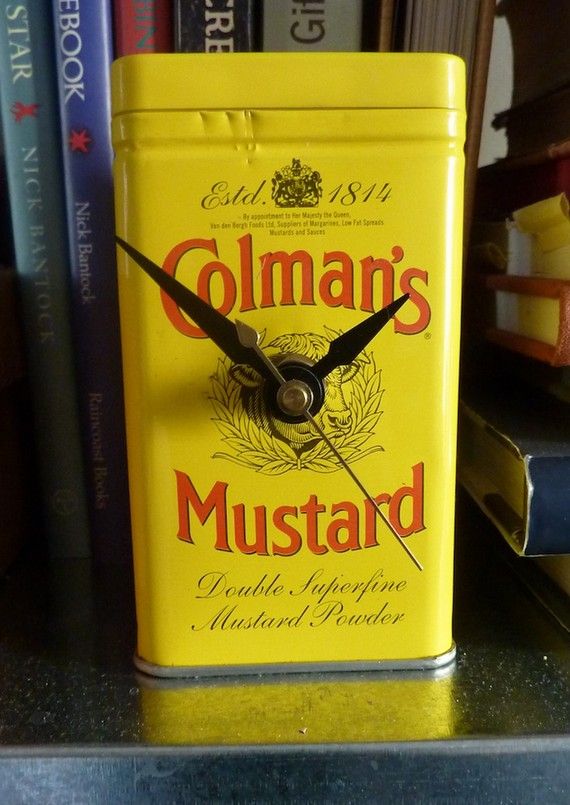 STAR
NICK BANTOCK
EBOOK
Nick Bantock
Raincoast Books
Estd. 1814
By appointment to Her Majesty the Queen,
Van den Bergh Foods Ltd, Suppliers of Margarines, Low Fat Spreads
Mustards and Sauces
Colman's®
Mustard
Double Superfine
Mustard Powder